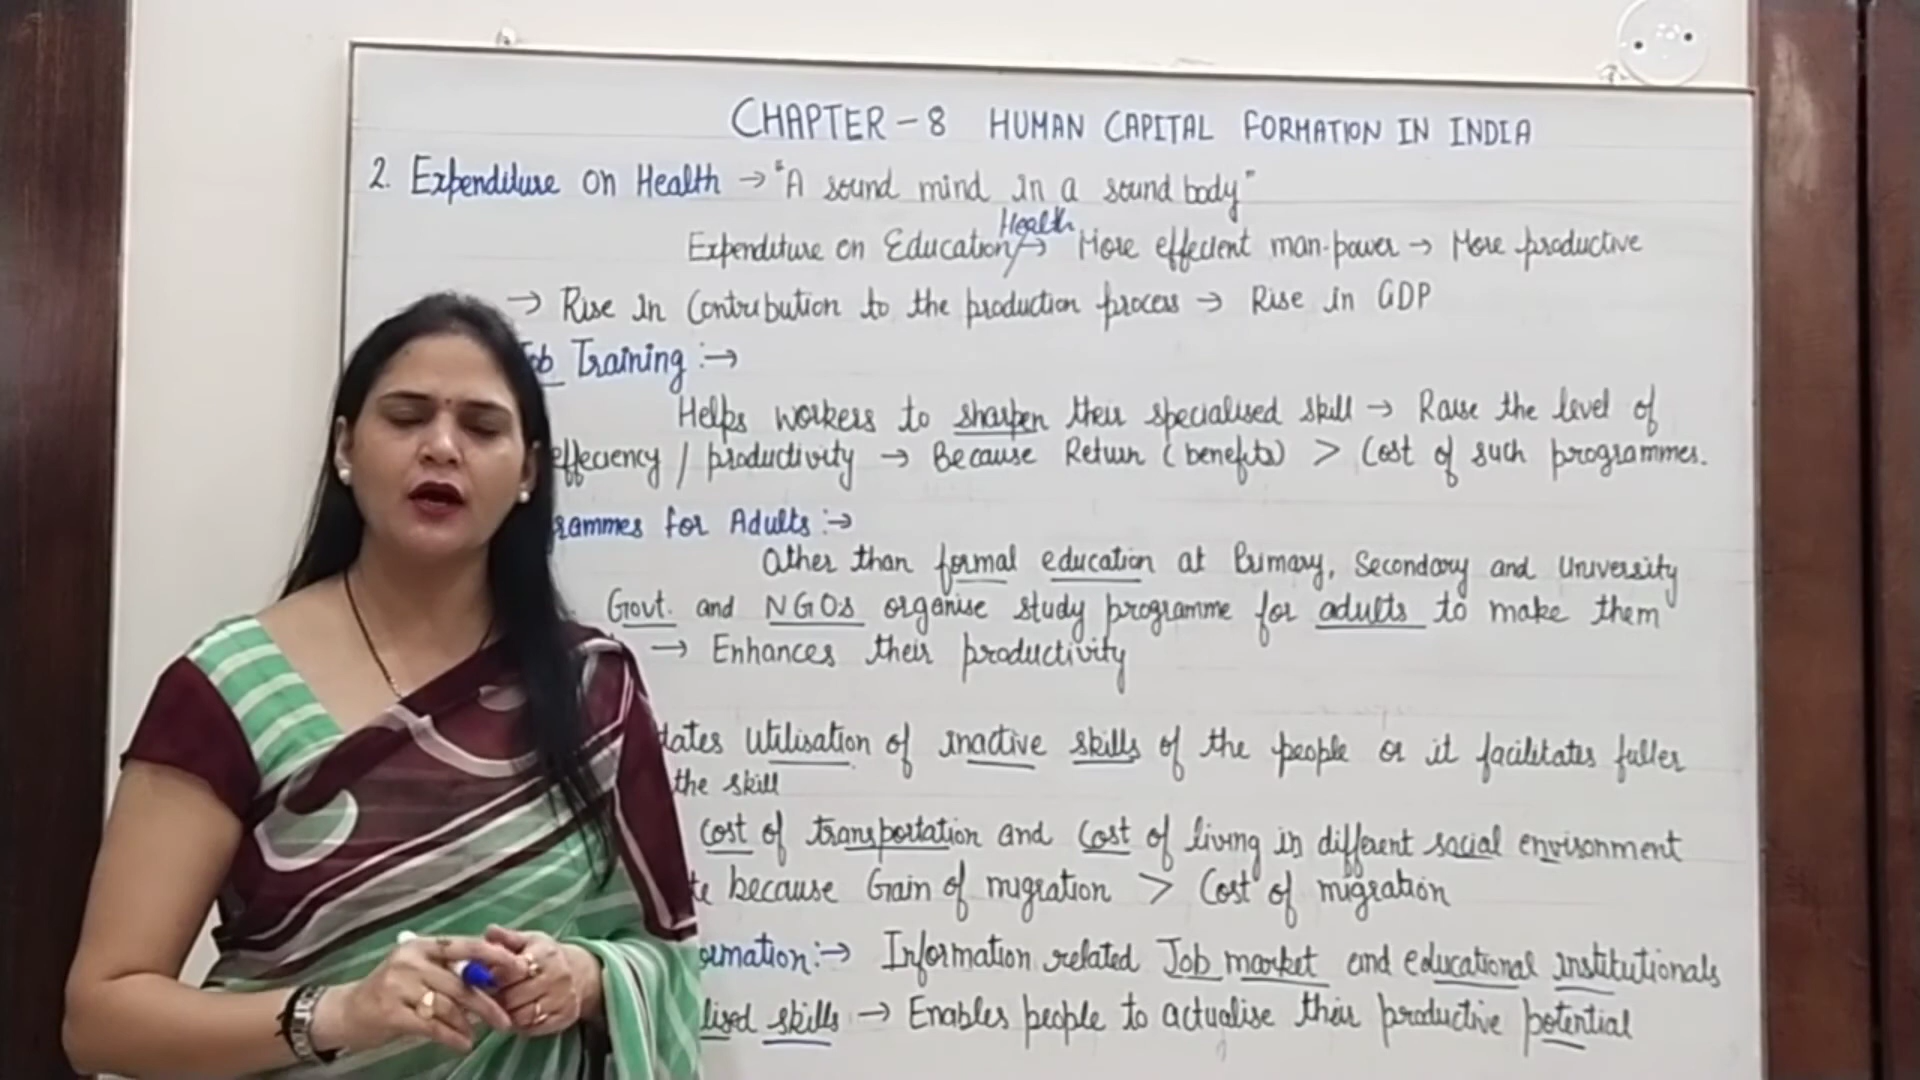 CHAPTER - 8 HUMAN CAPITAL FORMATION IN INDIA
2. Expenditure on Health → "A sound mind in a sound body"
Health
Expenditure on Education/→ More effecient man-power → More productive
→ Rise in Contribution to the production process → Rise in GDP
Job Training :→
Helps workers to sharpen their specialised skill → Raise the level of
effeciency / productivity → Because Return (benefits) > Cost of such programmes.
grammes for Adults :→
Other than formal education at Primary, Secondary and University
Govt. and NGOs organise study programme for adults to make them
→ Enhances their productivity
tates Utilisation of inactive skills of the people or it facilitates fuller
the skill
Cost of transportation and Cost of living in different social environment
te because Gain of migration > Cost of migration
ormation :→ Information related Job market and educational institutionals
lised skills → Enables people to actualise their productive potential